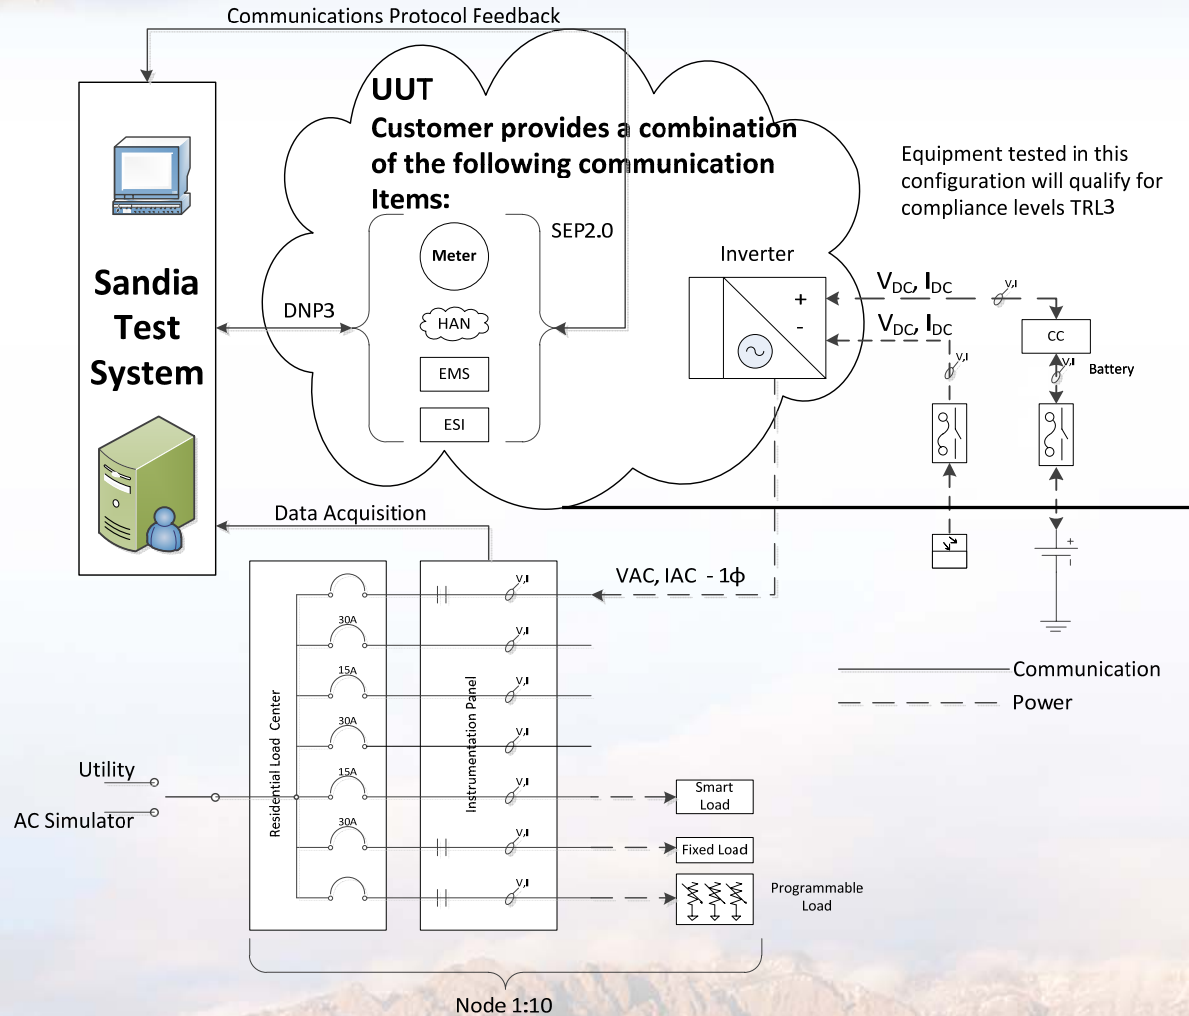 Communications Protocol Feedback
UUT
Customer provides a combination
of the following communication
Items:
Sandia
Test
System
DNP3
Meter
HAN
EMS
ESI
SEP2.0
Equipment tested in this
configuration will qualify for
compliance levels TRL3
Inverter
+
-
VDC, IDC
VDC, IDC
V,I
V,I
V,I
CC
Battery
+
Data Acquisition
VAC, IAC - 1ϕ
Residential Load Center
Instrumentation Panel
30A
15A
30A
15A
30A
V,I
V,I
V,I
V,I
V,I
V,I
V,I
Communication
Power
Utility
AC Simulator
Smart
Load
Fixed Load
Programmable
Load
Node 1:10